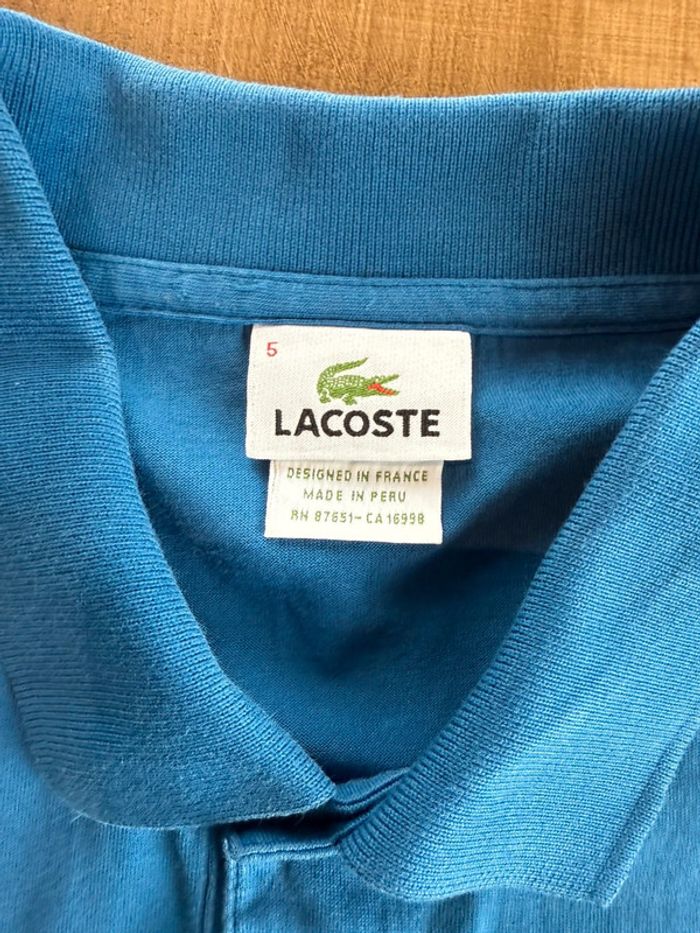 5
LACOSTE
DESIGNED IN FRANCE
MADE IN PERU
RN 87651-CA 16998